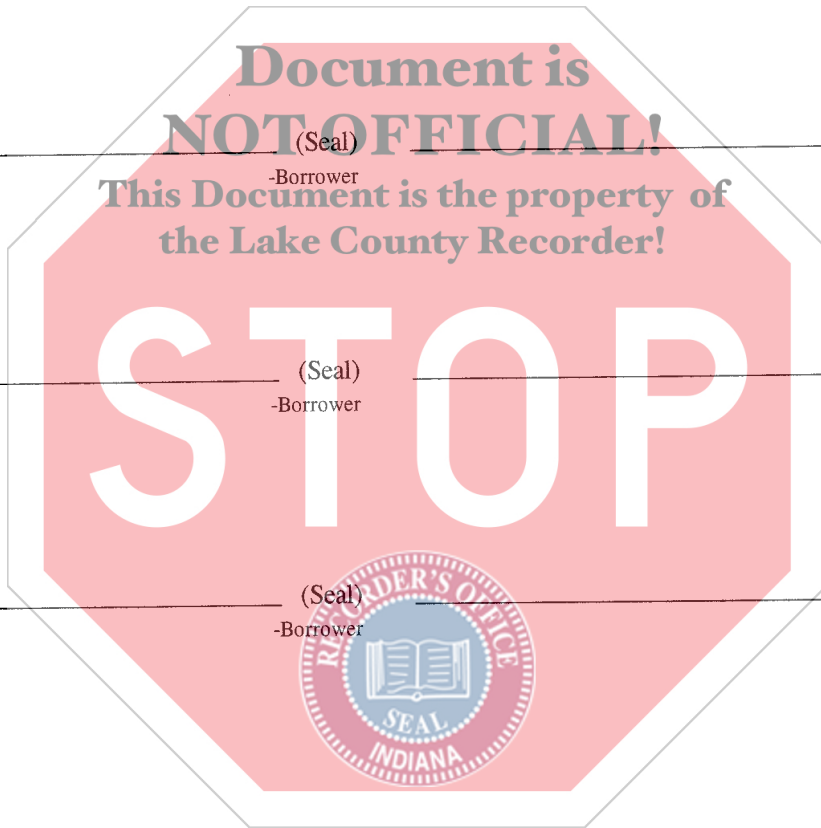 Document is
NOT OFFICIAL!
(Seal)
-Borrower
This Document is the property of
the Lake County Recorder!
STOP
(Seal)
-Borrower
(Seal)
-Borrower
RECORDER'S OFFICE
SEAL
INDIANA